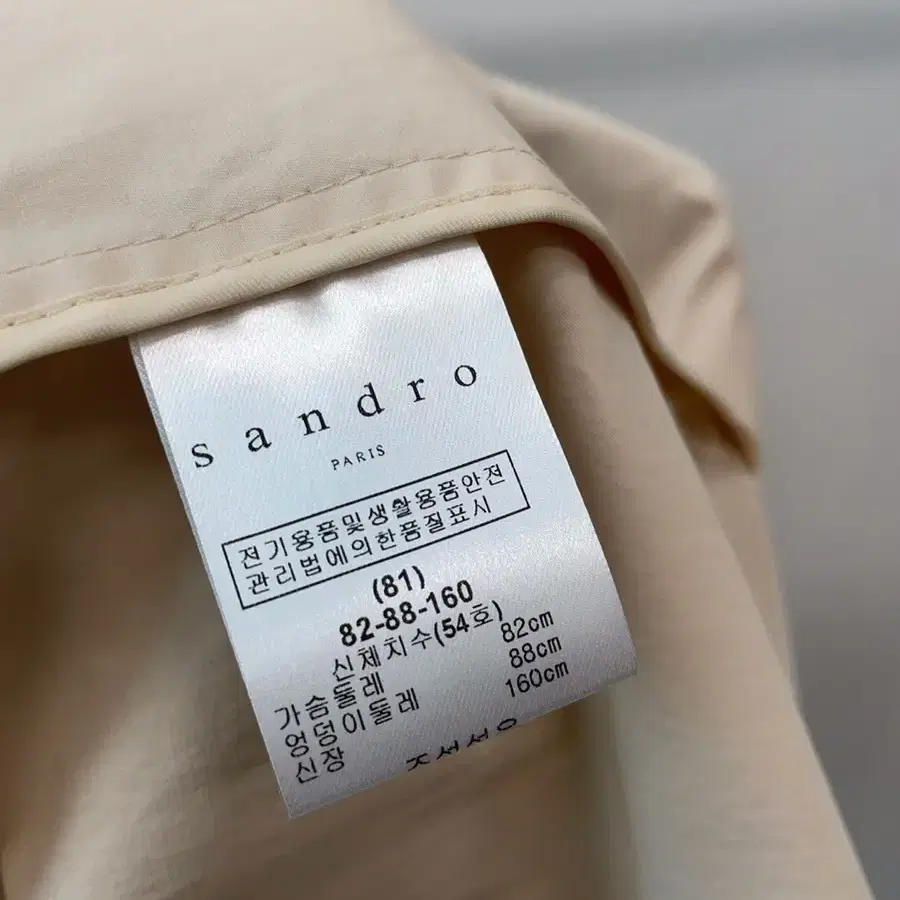 sandro
PARIS
전기용품및생활용품안전
관리법에의한품질표시
(81)
82-88-160
신체치수(54호)
가슴둘레 82cm
엉덩이둘레 88cm
신장 160cm